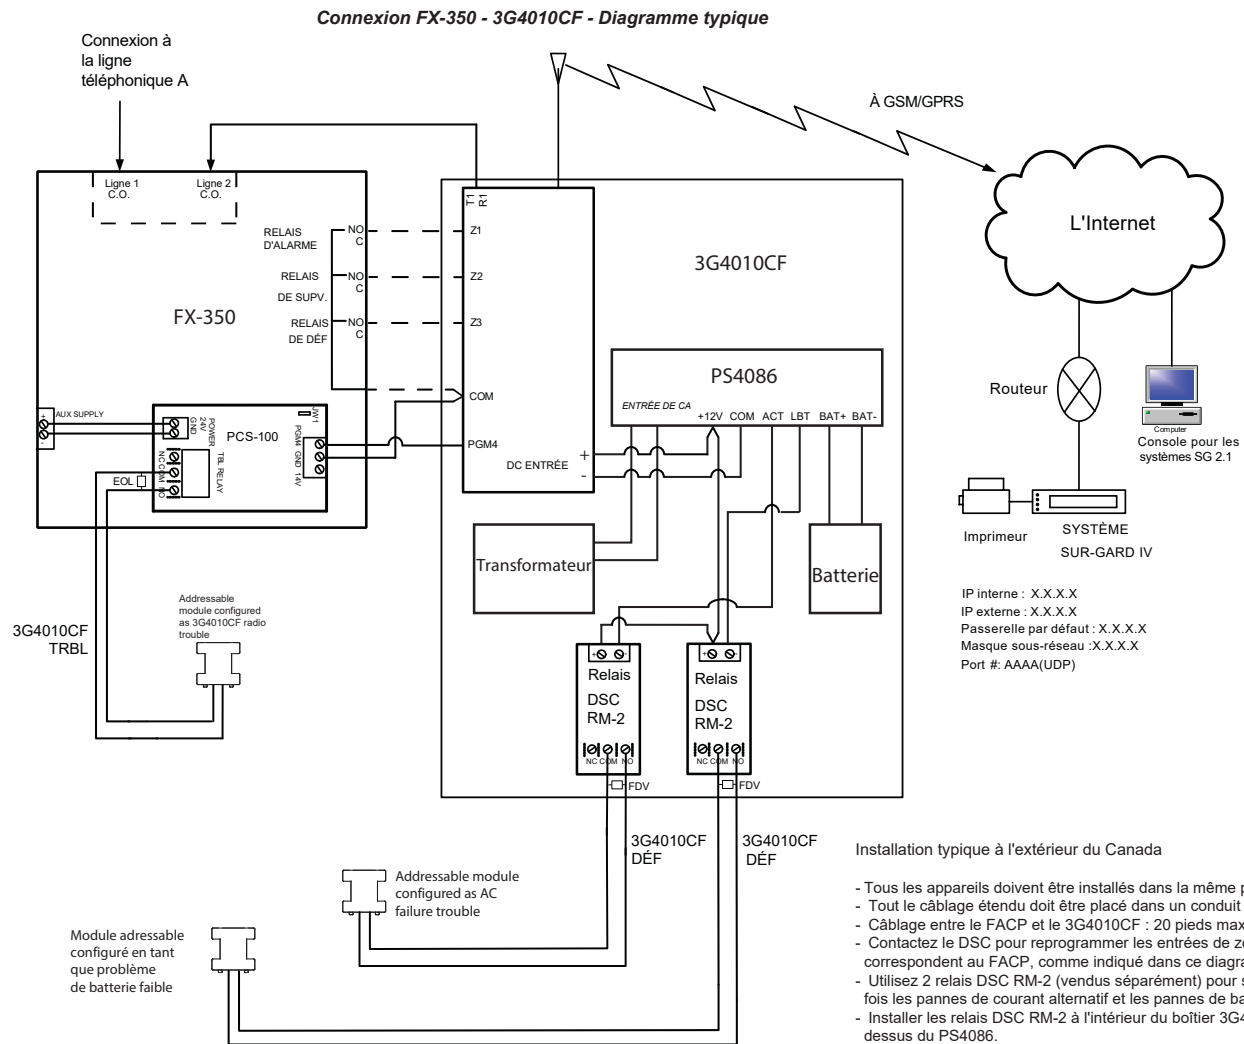 Connexion FX-350 - 3G4010CF - Diagramme typique
Connexion à
la ligne
téléphonique A
À GSM/GPRS
Ligne 1
C.O.
Ligne 2
C.O.
T1
R1
RELAIS
D'ALARME
NO
C
Z1
RELAIS
DE SUPV.
NO
C
Z2
RELAIS
DE DÉF
NO
C
Z3
FX-350
3G4010CF
L'Internet
COM
PGM4
DC ENTRÉE
+
-
PS4086
ENTRÉE DE CA
+12V COM ACT LBT BAT+ BAT-
AUX SUPPLY
+
-
POWER
24V
GND
PCS-100
JW1
PGM4 GND 14V
TBL RELAY
NC COM NO
EOL
Routeur
Computer
Console pour les
systèmes SG 2.1
Imprimeur
SYSTÈME
SUR-GARD IV
Transformateur
Batterie
IP interne : X.X.X.X
IP externe : X.X.X.X
Passerelle par défaut : X.X.X.X
Masque sous-réseau :X.X.X.X
Port #: AAAA(UDP)
Addressable
module configured
as 3G4010CF radio
trouble
3G4010CF
TRBL
+ -
Relais
DSC
RM-2
NC COM NO
FDV
+ -
Relais
DSC
RM-2
NC COM NO
FDV
3G4010CF
DÉF
3G4010CF
DÉF
Addressable module
configured as AC
failure trouble
Module adressable
configuré en tant
que problème
de batterie faible
Installation typique à l'extérieur du Canada
- Tous les appareils doivent être installés dans la même
- Tout le câblage étendu doit être placé dans un conduit
- Câblage entre le FACP et le 3G4010CF : 20 pieds max
- Contactez le DSC pour reprogrammer les entrées de
correspondent au FACP, comme indiqué dans ce
- Utilisez 2 relais DSC RM-2 (vendus séparément) pour
fois les pannes de courant alternatif et les pannes de
- Installer les relais DSC RM-2 à l'intérieur du boîtier
dessus du PS4086.